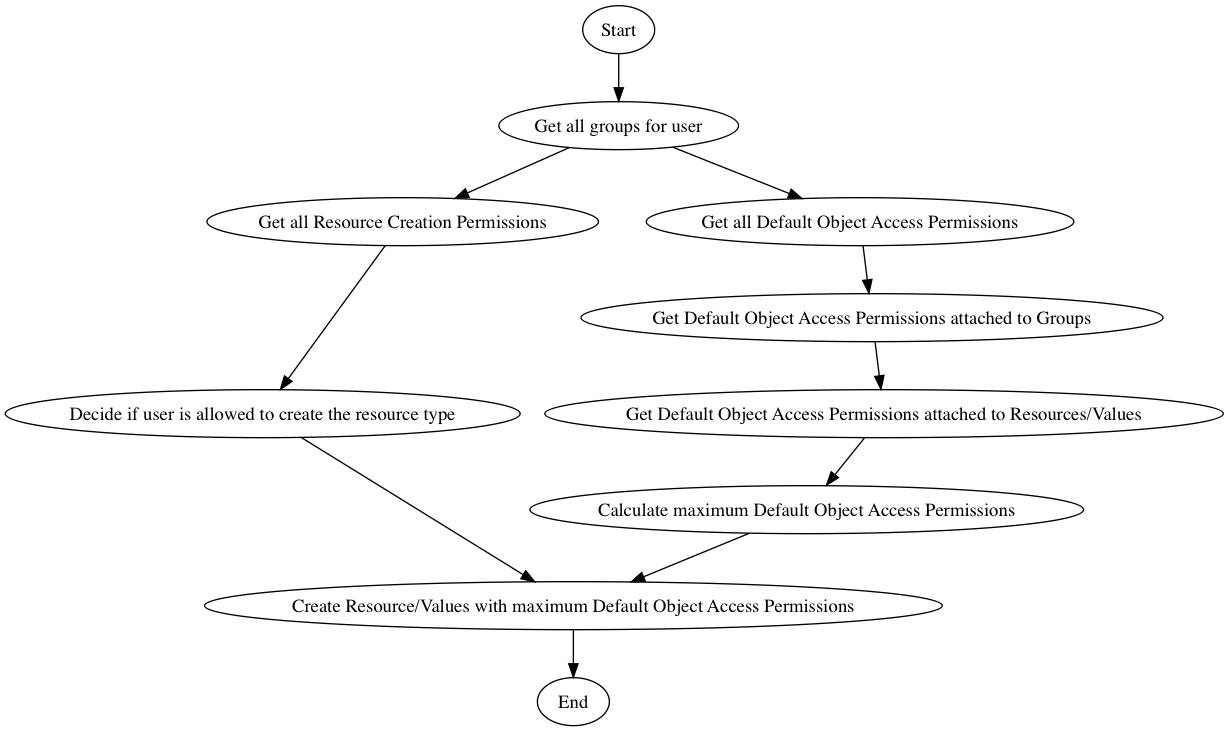 Start
Get all groups for user
Get all Resource Creation Permissions
Get all Default Object Access Permissions
Get Default Object Access Permissions attached to Groups
Decide if user is allowed to create the resource type
Get Default Object Access Permissions attached to Resources/Values
Calculate maximum Default Object Access Permissions
Create Resource/Values with maximum Default Object Access Permissions
End